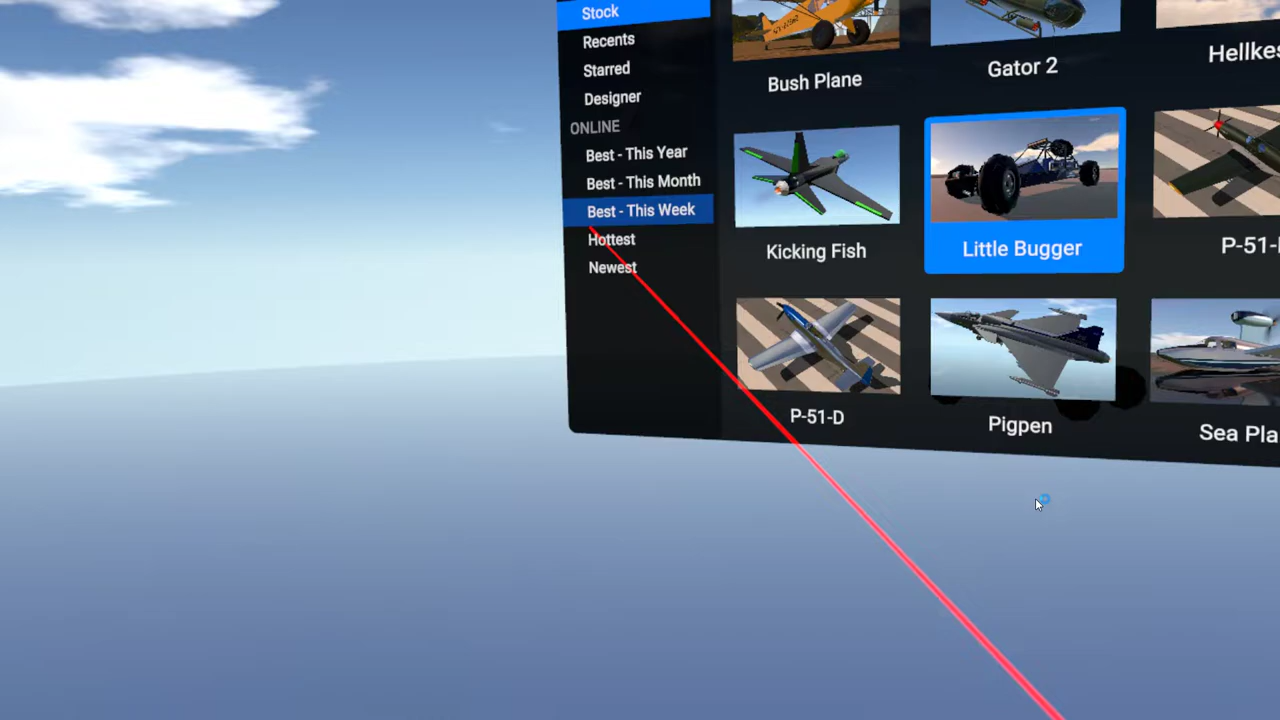 Stock
Recents
Starred
Designer
ONLINE
Best - This Year
Best - This Month
Best - This Week
Hottest
Newest
Bush Plane
Gator 2
Kicking Fish
Little Bugger
P-51-D
Pigpen